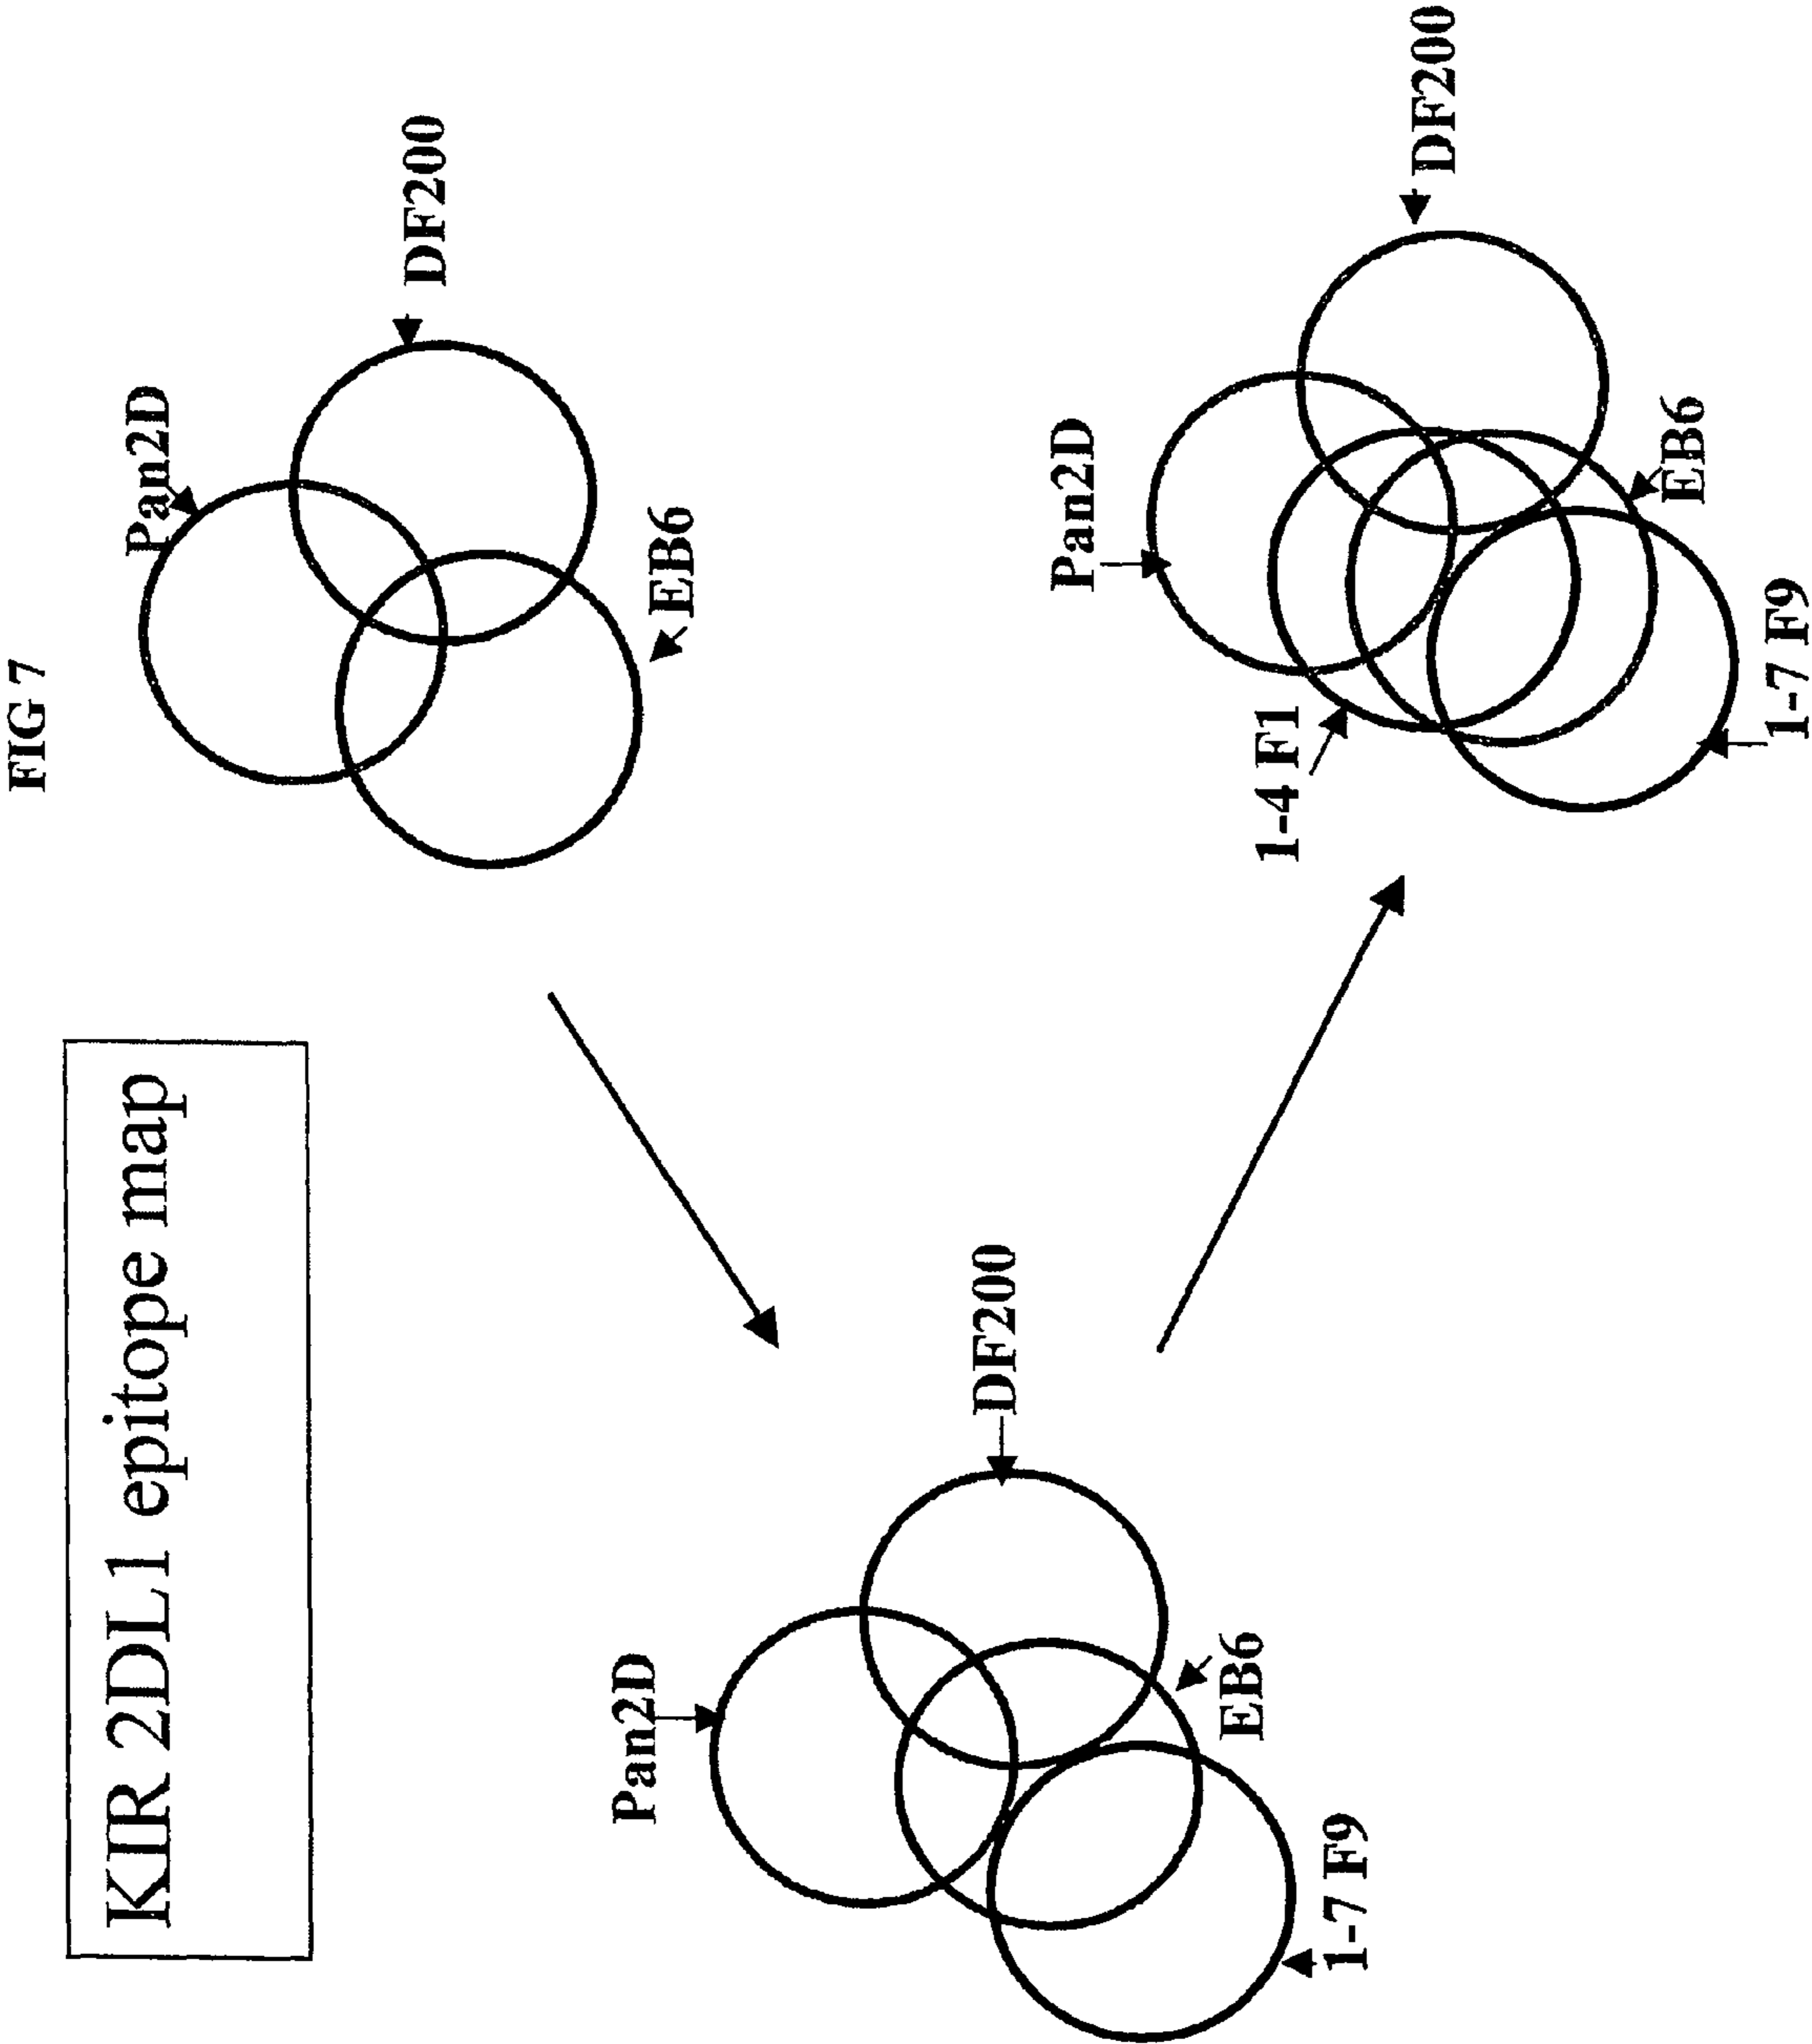 FIG 7
KIR 2DL1 epitope map
Pan2D
DF200
EB6
Pan2D
DF200
EB6
1-7 F9
Pan2D
1-4 F1
DF200
EB6
1-7 F9